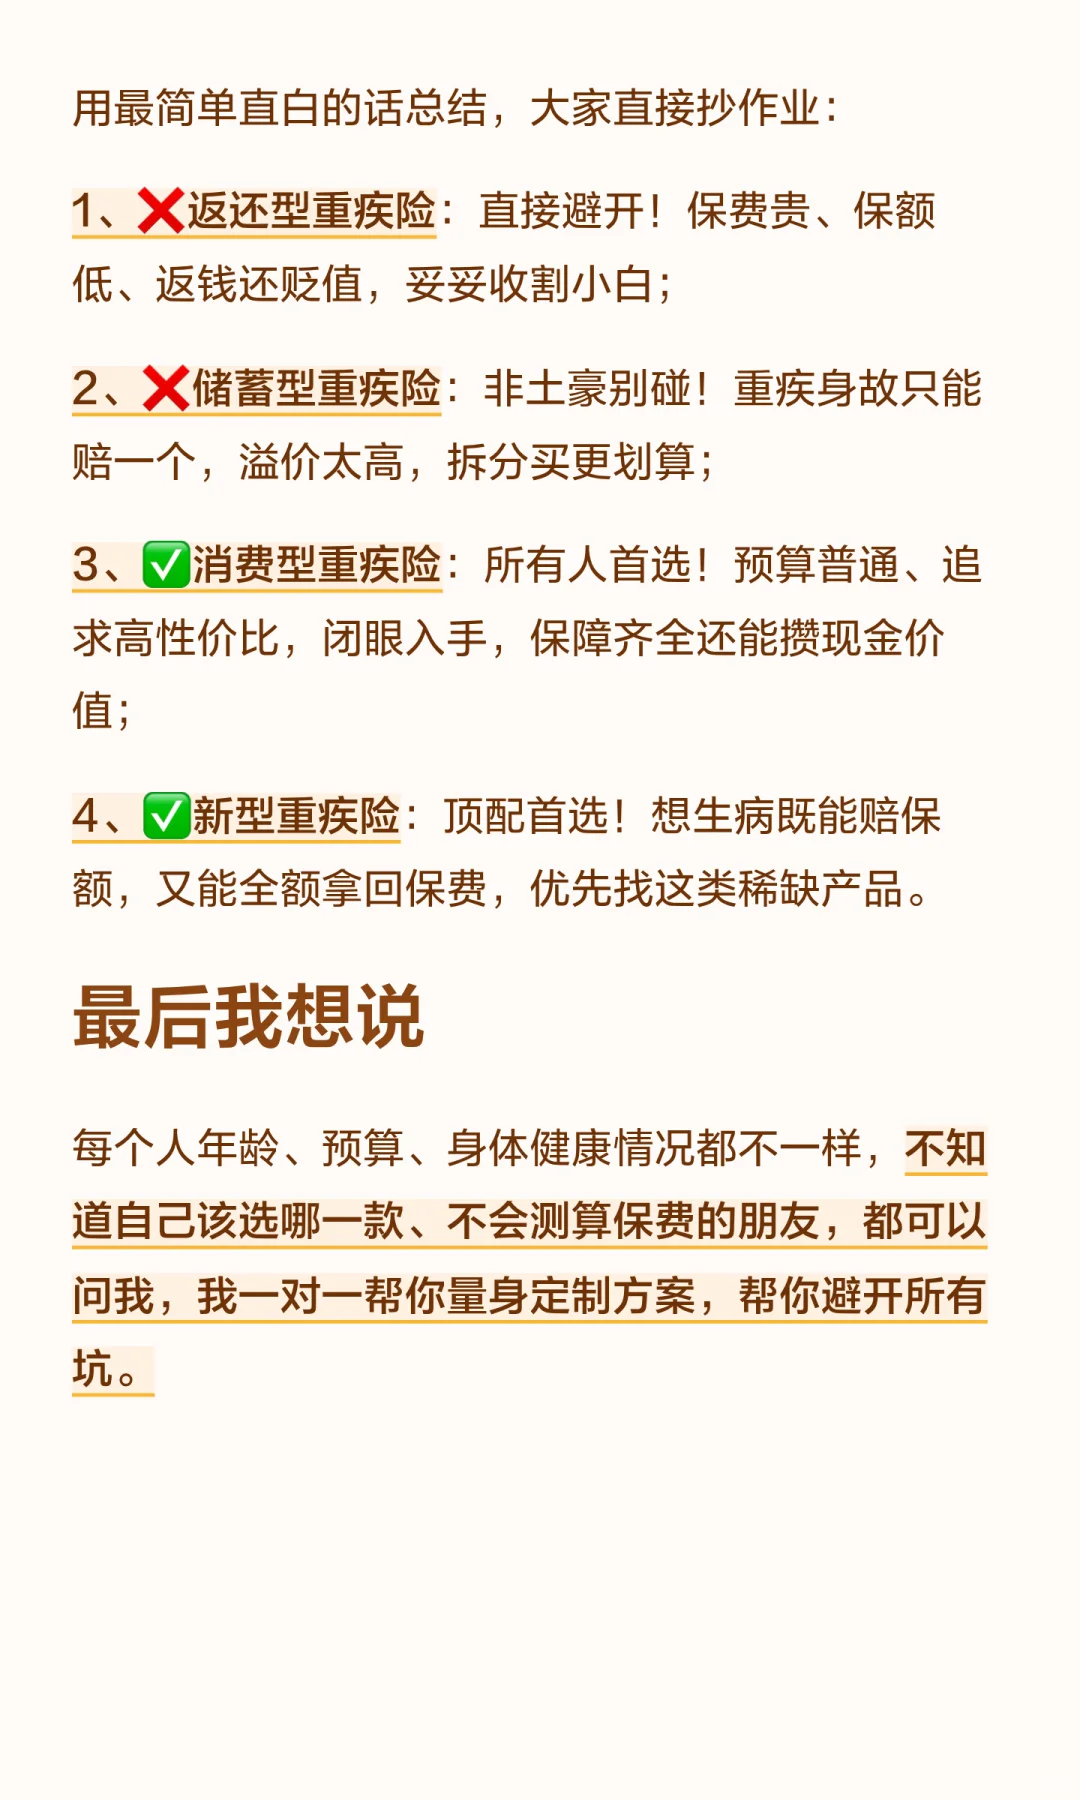 用最简单直白的话总结，大家直接抄作业：
1、❌返还型重疾险：直接避开！保费贵、保额
低、返钱还贬值，妥妥收割小白；
2、❌储蓄型重疾险：非土豪别碰！重疾身故只能
赔一个，溢价太高，拆分买更划算；
3、✅消费型重疾险：所有人首选！预算普通、追
求高性价比，闭眼入手，保障齐全还能攒现金价
值；
4、✅新型重疾险：顶配首选！想生病既能赔保
额，又能全额拿回保费，优先找这类稀缺产品。
最后我想说
每个人年龄、预算、身体健康情况都不一样，不知
道自己该选哪一款、不会测算保费的朋友，都可以
问我，我一对一帮你量身定制方案，帮你避开所有
坑。